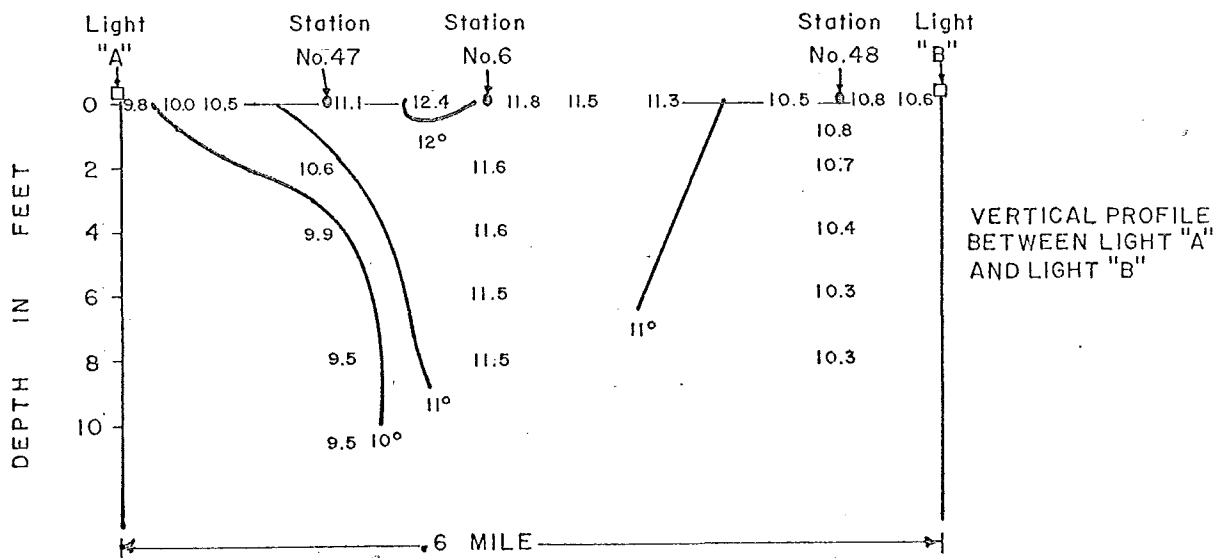 Light Station Station Station Light
"A" No.47 No.6 No.48 "B"
0 9.8 10.0 10.5 11.1 12.4 11.8 11.5 11.3 10.5 10.8 10.6
12° 10.8
2 10.6 11.6 10.7
4 9.9 11.6 10.4
6 11.5 10.3
11°
8 9.5 11.5 10.3
11°
10 9.5 10°
DEPTH IN FEET
VERTICAL PROFILE
BETWEEN LIGHT "A"
AND LIGHT "B"
.6 MILE